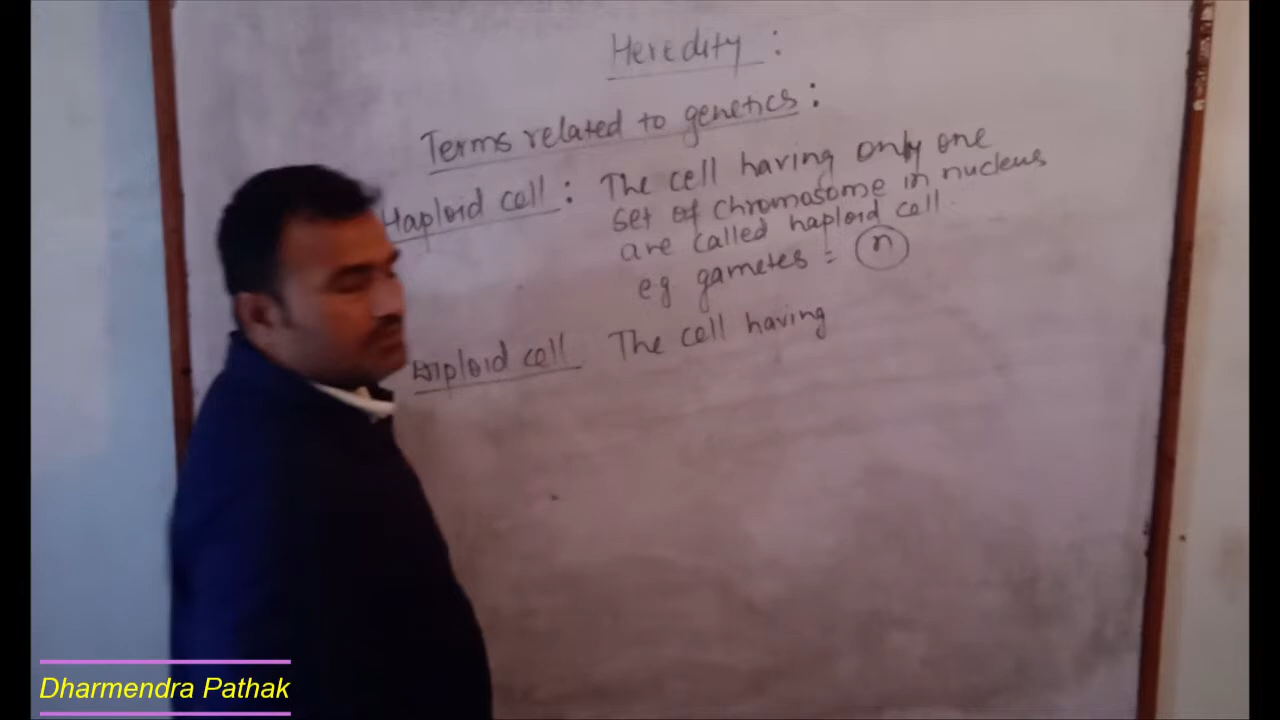 Heredity :
Terms related to genetics :
Haploid cell : The cell having only one
set of chromosome in nucleus
are called haploid cell.
eg gametes = n
Diploid cell The cell having
Dharmendra Pathak